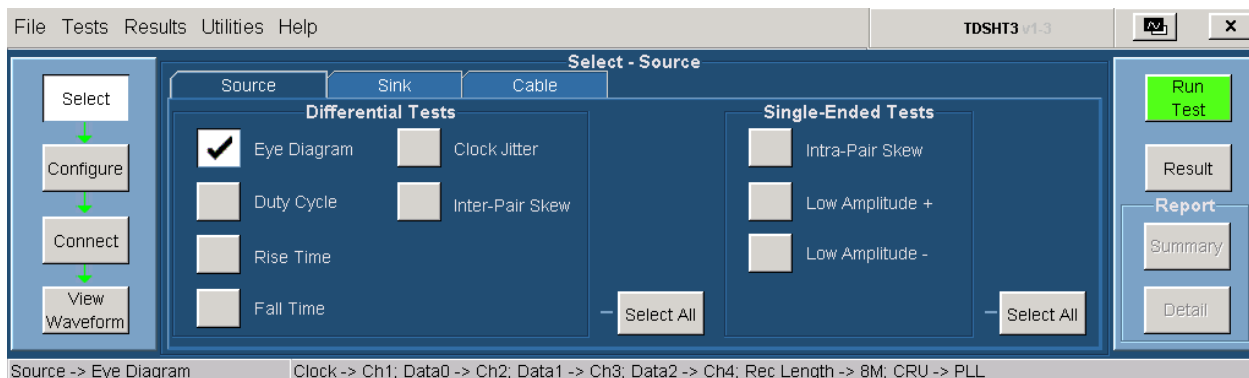 File Tests Results Utilities Help TDSHT3 v1-3 x
Select - Source
Select
Configure
Connect
View
Waveform
Source Sink Cable
Differential Tests
Eye Diagram Clock Jitter
Duty Cycle Inter-Pair Skew
Rise Time
Fall Time
Select All
Single-Ended Tests
Intra-Pair Skew
Low Amplitude +
Low Amplitude -
Select All
Run
Test
Result
Report
Summary
Detail
Source -> Eye Diagram Clock -> Ch1; Data0 -> Ch2; Data1 -> Ch3; Data2 -> Ch4; Rec Length -> 8M; CRU -> PLL